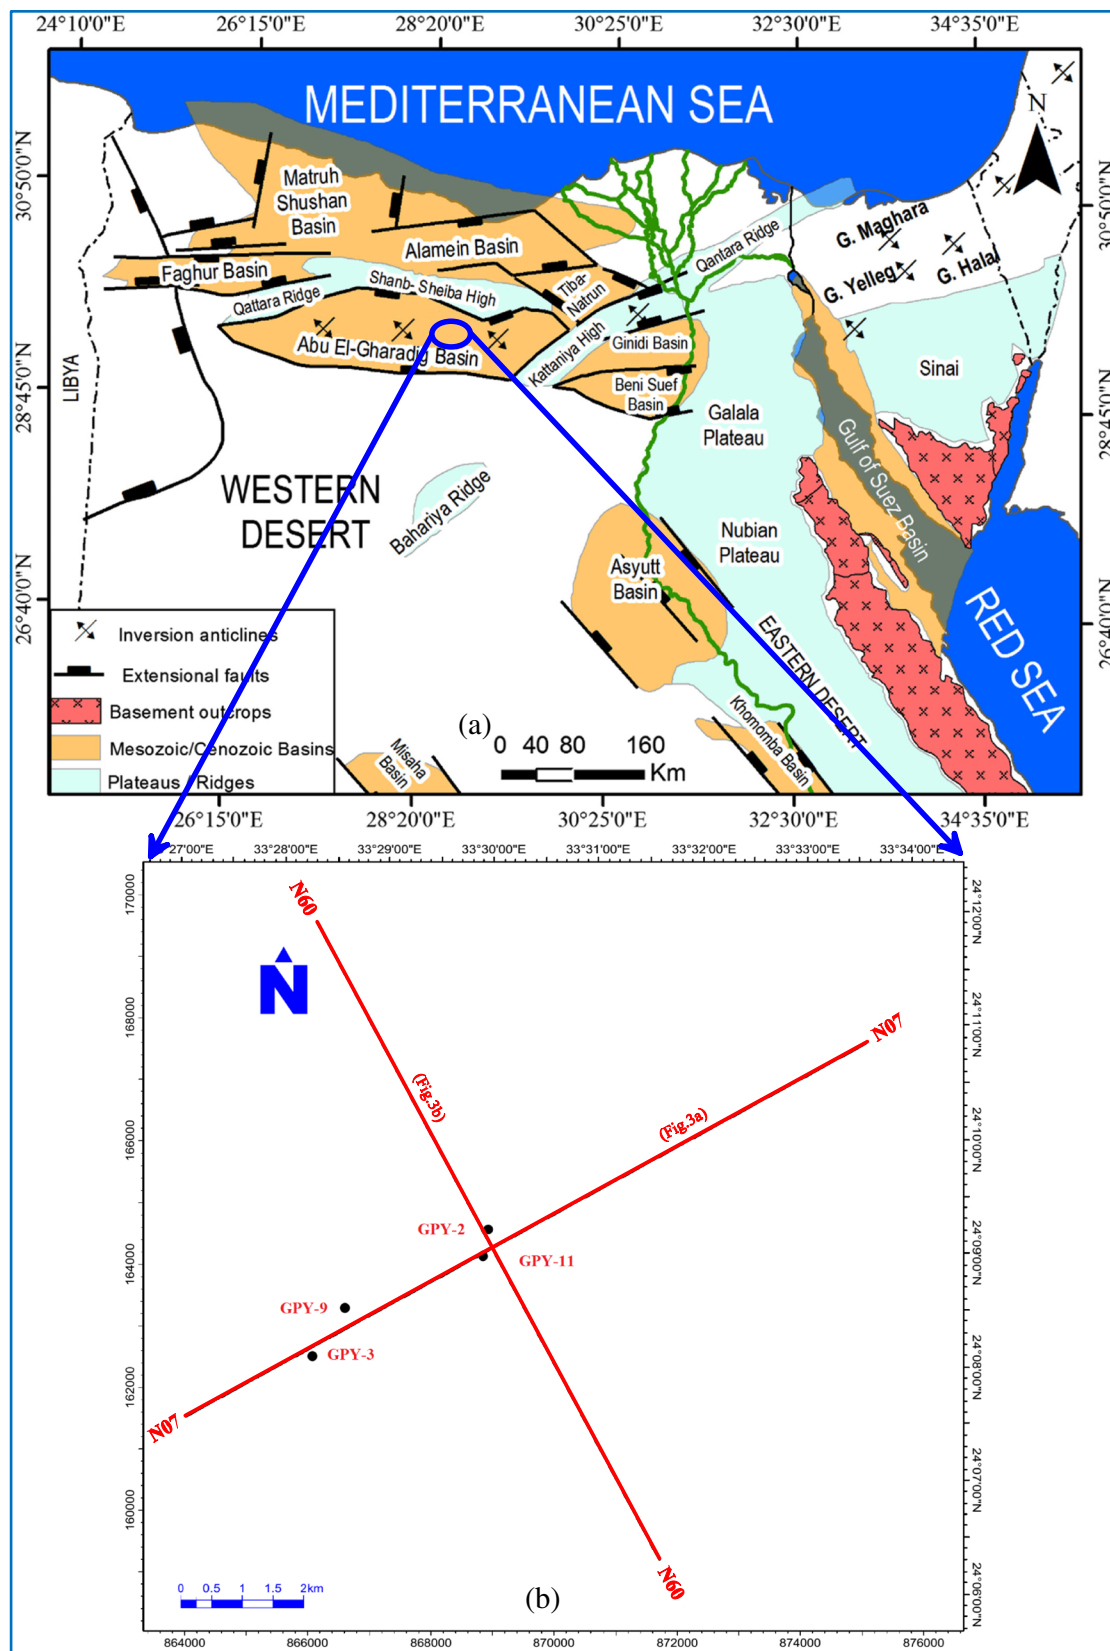 24°10'0"E 26°15'0"E 28°20'0"E 30°25'0"E 32°30'0"E 34°35'0"E
MEDITERRANEAN SEA
N
30°50'0"N
30°50'0"N
Matruh
Shushan
Basin
Alamein Basin
Faghur Basin
Qattara Ridge
Shanb- Sheiba High
Tiba-
Natrun
Qantara Ridge
G. Maghara
G. Yelleg
G. Halal
Abu El-Gharadig Basin
Kattaniya High
Ginidi Basin
Beni Suef
Basin
Sinai
LIBYA
28°45'0"N
28°45'0"N
Galala
Plateau
Gulf of Suez Basin
WESTERN
DESERT
Bahariya Ridge
Nubian
Plateau
Asyutt
Basin
26°40'0"N
26°40'0"N
RED SEA
EASTERN DESERT
Inversion anticlines
Extensional faults
Basement outcrops
Mesozoic/Cenozoic Basins
Plateaus / Ridges
Misaha
Basin
Khomomba Basin
(a)
0 40 80 160
Km
26°15'0"E 28°20'0"E 30°25'0"E 32°30'0"E 34°35'0"E
27'00"E 33°28'00"E 33°29'00"E 33°30'00"E 33°31'00"E 33°32'00"E 33°33'00"E 33°34'00"E
170000
168000
166000
164000
162000
160000
24°12'00"N
24°11'00"N
24°10'00"N
24°09'00"N
24°08'00"N
24°07'00"N
24°06'00"N
N60
N
N07
(Fig.3b)
(Fig.3a)
GPY-2
GPY-11
GPY-9
GPY-3
N07
N60
0 0.5 1 1.5 2km
(b)
864000 866000 868000 870000 872000 874000 876000